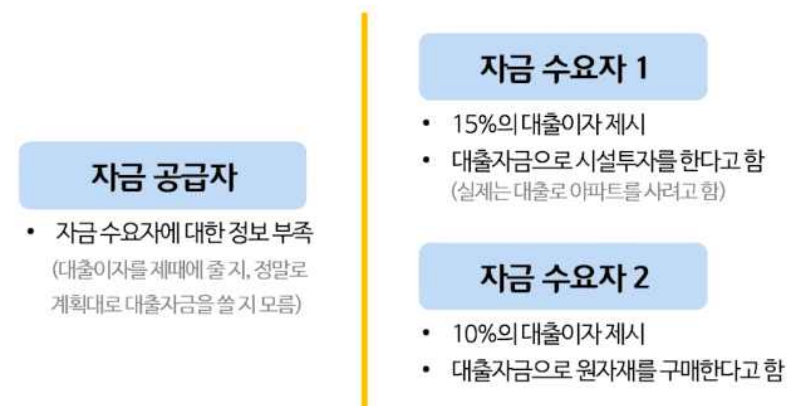 자금 공급자
• 자금 수요자에 대한 정보 부족
(대출이자를 제때에 줄 지, 정말로
계획대로 대출자금을 쓸 지 모름)
자금 수요자 1
• 15%의 대출이자 제시
• 대출자금으로 시설투자를 한다고 함
(실제는 대출로 아파트를 사려고 함)
자금 수요자 2
• 10%의 대출이자 제시
• 대출자금으로 원자재를 구매한다고 함